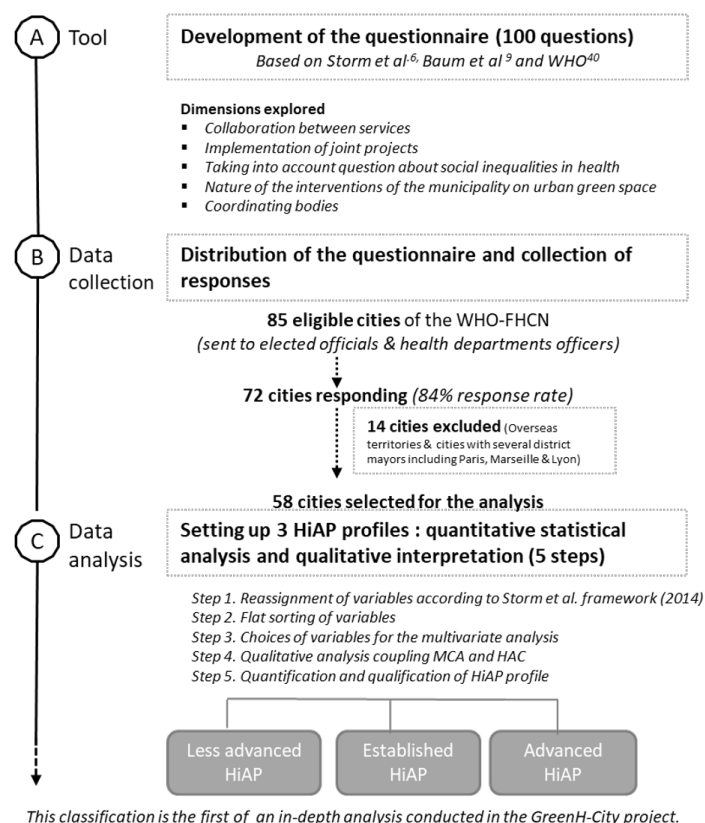 A Tool
Development of the questionnaire (100 questions)
Based on Storm et al.6, Baum et al 9 and WHO40
Dimensions explored
▪ Collaboration between services
▪ Implementation of joint projects
▪ Taking into account question about social inequalities in health
▪ Nature of the interventions of the municipality on urban green space
▪ Coordinating bodies
B Data
collection
Distribution of the questionnaire and collection of
responses
85 eligible cities of the WHO-FHCN
(sent to elected officials & health departments officers)
72 cities responding (84% response rate)
14 cities excluded (Overseas
territories & cities with several district
mayors including Paris, Marseille & Lyon)
58 cities selected for the analysis
C Data
analysis
Setting up 3 HiAP profiles : quantitative statistical
analysis and qualitative interpretation (5 steps)
Step 1. Reassignment of variables according to Storm et al. framework (2014)
Step 2. Flat sorting of variables
Step 3. Choices of variables for the multivariate analysis
Step 4. Qualitative analysis coupling MCA and HAC
Step 5. Quantification and qualification of HiAP profile
Less advanced
HiAP
Established
HiAP
Advanced
HiAP
This classification is the first of an in-depth analysis conducted in the GreenH-City project.